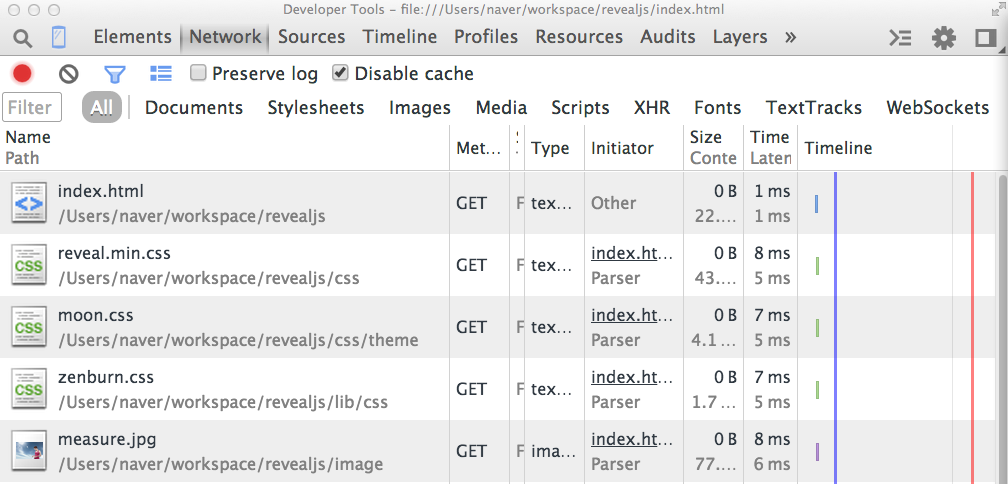 Developer Tools - file:///Users/naver/workspace/revealjs/index.html
Elements Network Sources Timeline Profiles Resources Audits Layers »
Preserve log Disable cache
Filter All Documents Stylesheets Images Media Scripts XHR Fonts TextTracks WebSockets
Name Met... Type Initiator Size Time Timeline
Path Conte Laten
<> index.html GET F tex... Other 0 B 1 ms
/Users/naver/workspace/revealjs 22.... 1 ms
CSS reveal.min.css GET F tex... index.ht... 0 B 8 ms
/Users/naver/workspace/revealjs/css Parser 43.... 5 ms
CSS moon.css GET F tex... index.ht... 0 B 7 ms
/Users/naver/workspace/revealjs/css/theme Parser 4.1 ... 5 ms
CSS zenburn.css GET F tex... index.ht... 0 B 7 ms
/Users/naver/workspace/revealjs/lib/css Parser 1.7 ... 5 ms
measure.jpg GET F ima... index.ht... 0 B 8 ms
/Users/naver/workspace/revealjs/image Parser 77.... 6 ms